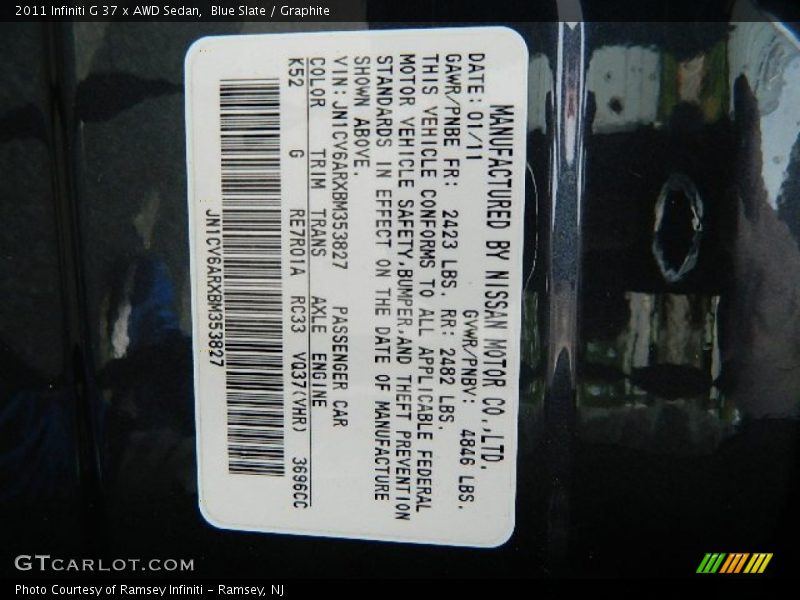 2011 Infiniti G 37 x AWD Sedan, Blue Slate / Graphite
MANUFACTURED BY NISSAN MOTOR CO.,LTD.
DATE: 01/11 GVWR/PNBV: 4846 LBS.
GAWR/PNBE FR: 2423 LBS. RR: 2482 LBS.
THIS VEHICLE CONFORMS TO ALL APPLICABLE FEDERAL
MOTOR VEHICLE SAFETY,BUMPER,AND THEFT PREVENTION
STANDARDS IN EFFECT ON THE DATE OF MANUFACTURE
SHOWN ABOVE.
VIN: JN1CV6ARXBM353827 PASSENGER CAR
COLOR TRIM TRANS AXLE ENGINE
K52 G RE7R01A RC33 VQ37(VHR) 3696CC
JN1CV6ARXBM353827
GTCARLOT.COM
Photo Courtesy of Ramsey Infiniti - Ramsey, NJ